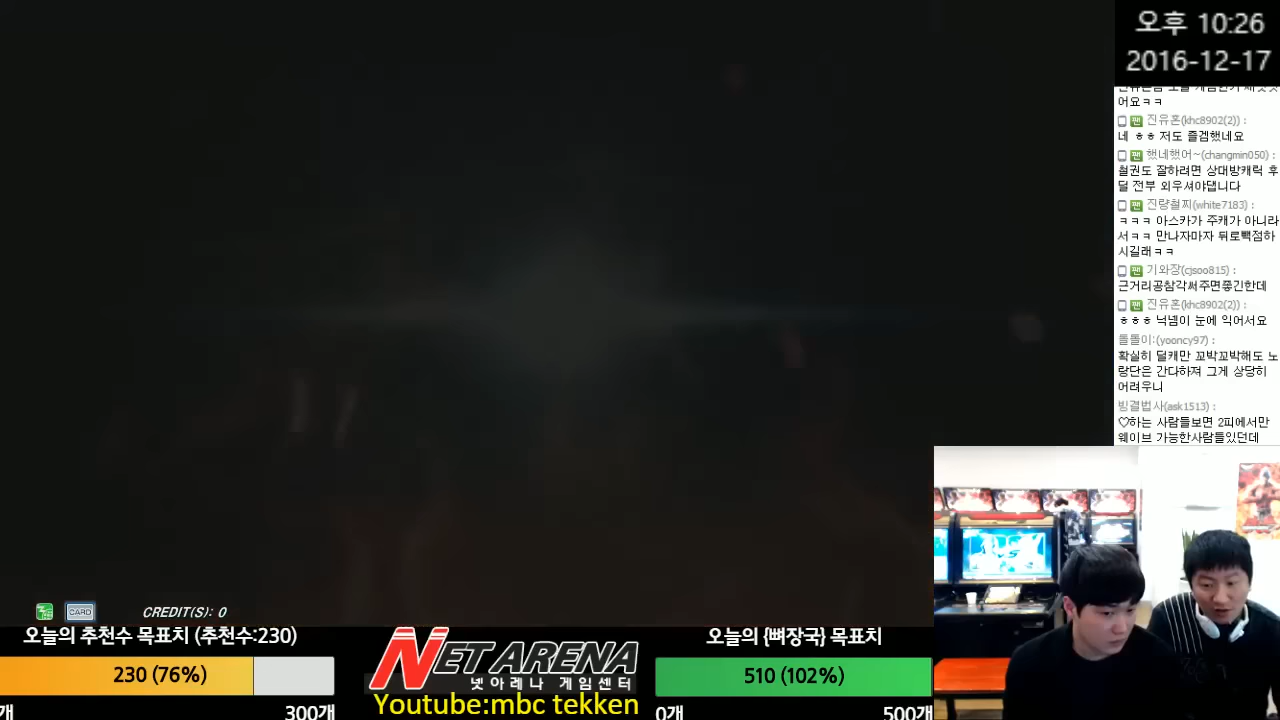 오후 10:26
2016-12-17
어요ㅋㅋ
진유혼(khc8902(2)) :
네 ㅎㅎ 저도 즐겜했네요
했네했어~(changmin050) :
철권도 잘하려면 상대방캐릭 후
딜 전부 외우셔야댑니다
진량철찌(white7183) :
ㅋㅋㅋ 아스카가 주캐가 아니라
서ㅋㅋ 만나자마자 뒤로빽점하
시길래ㅋㅋ
기와장(cjsoo815) :
근거리공참각써주면좋긴한데
진유혼(khc8902(2)) :
ㅎㅎㅎ 닉넴이 눈에 익어서요
돌돌이:(yooncy97) :
확실히 딜캐만 꼬박꼬박해도 노
랑단은 간다하져 그게 상당히
어려우니
빙결법사(ask1513) :
♡하는 사람들보면 2피에서만
웨이브 가능한사람들있던데
CARD
CREDIT(S): 0
오늘의 추천수 목표치 (추천수:230)
230 (76%)
개
300개
NET ARENA
넷아레나 게임센터
Youtube:mbc tekken
오늘의 {뼈장국} 목표치
510 (102%)
0개
500개